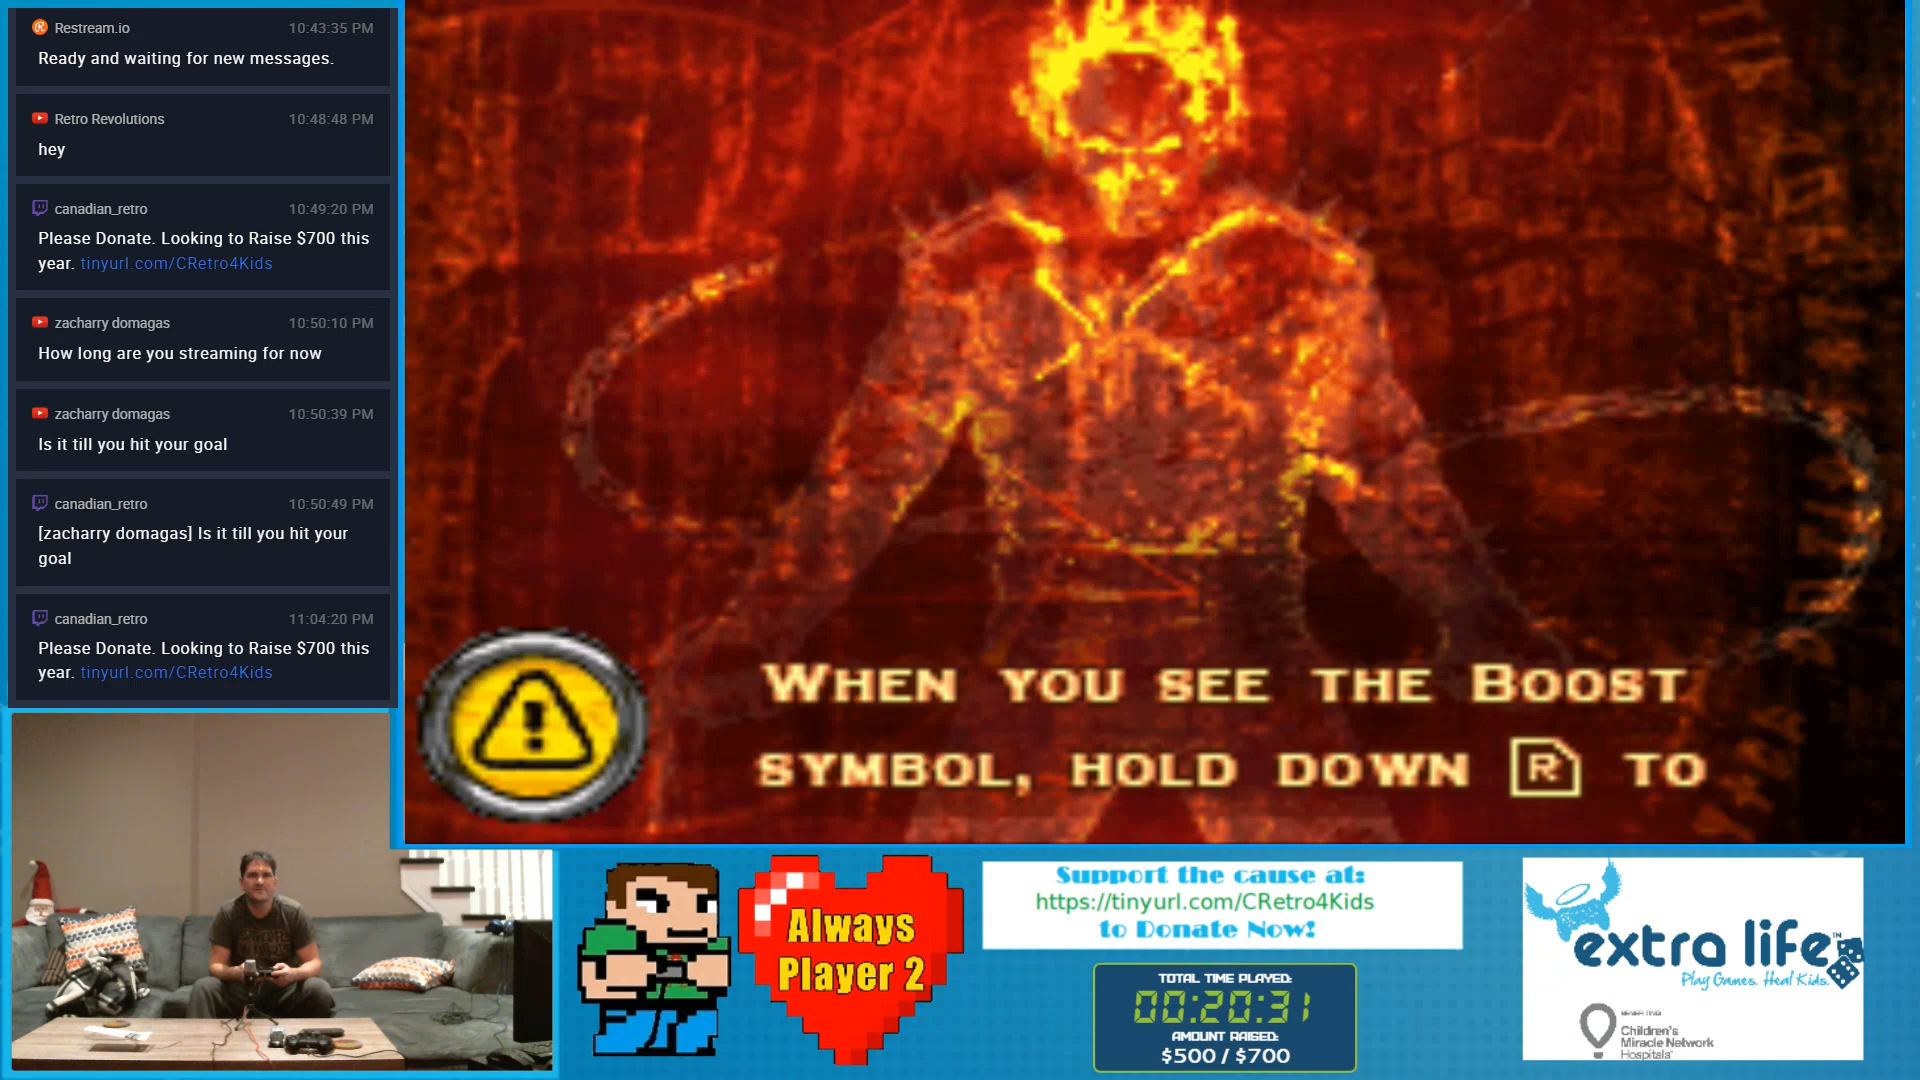 Restream.io 10:43:35 PM
Ready and waiting for new messages.
Retro Revolutions 10:48:48 PM
hey
canadian_retro 10:49:20 PM
Please Donate. Looking to Raise $700 this
year. tinyurl.com/CRetro4Kids
zacharry domagas 10:50:10 PM
How long are you streaming for now
zacharry domagas 10:50:39 PM
Is it till you hit your goal
canadian_retro 10:50:49 PM
[zacharry domagas] Is it till you hit your
goal
canadian_retro 11:04:20 PM
Please Donate. Looking to Raise $700 this
year. tinyurl.com/CRetro4Kids
WHEN YOU SEE THE BOOST
SYMBOL, HOLD DOWN R TO
Always
Player 2
Support the cause at:
https://tinyurl.com/CRetro4Kids
to Donate Now!
TOTAL TIME PLAYED:
00:20:31
AMOUNT RAISED:
$500 / $700
extra life
Play Games. Heal Kids.
Children's
Miracle Network
Hospitals